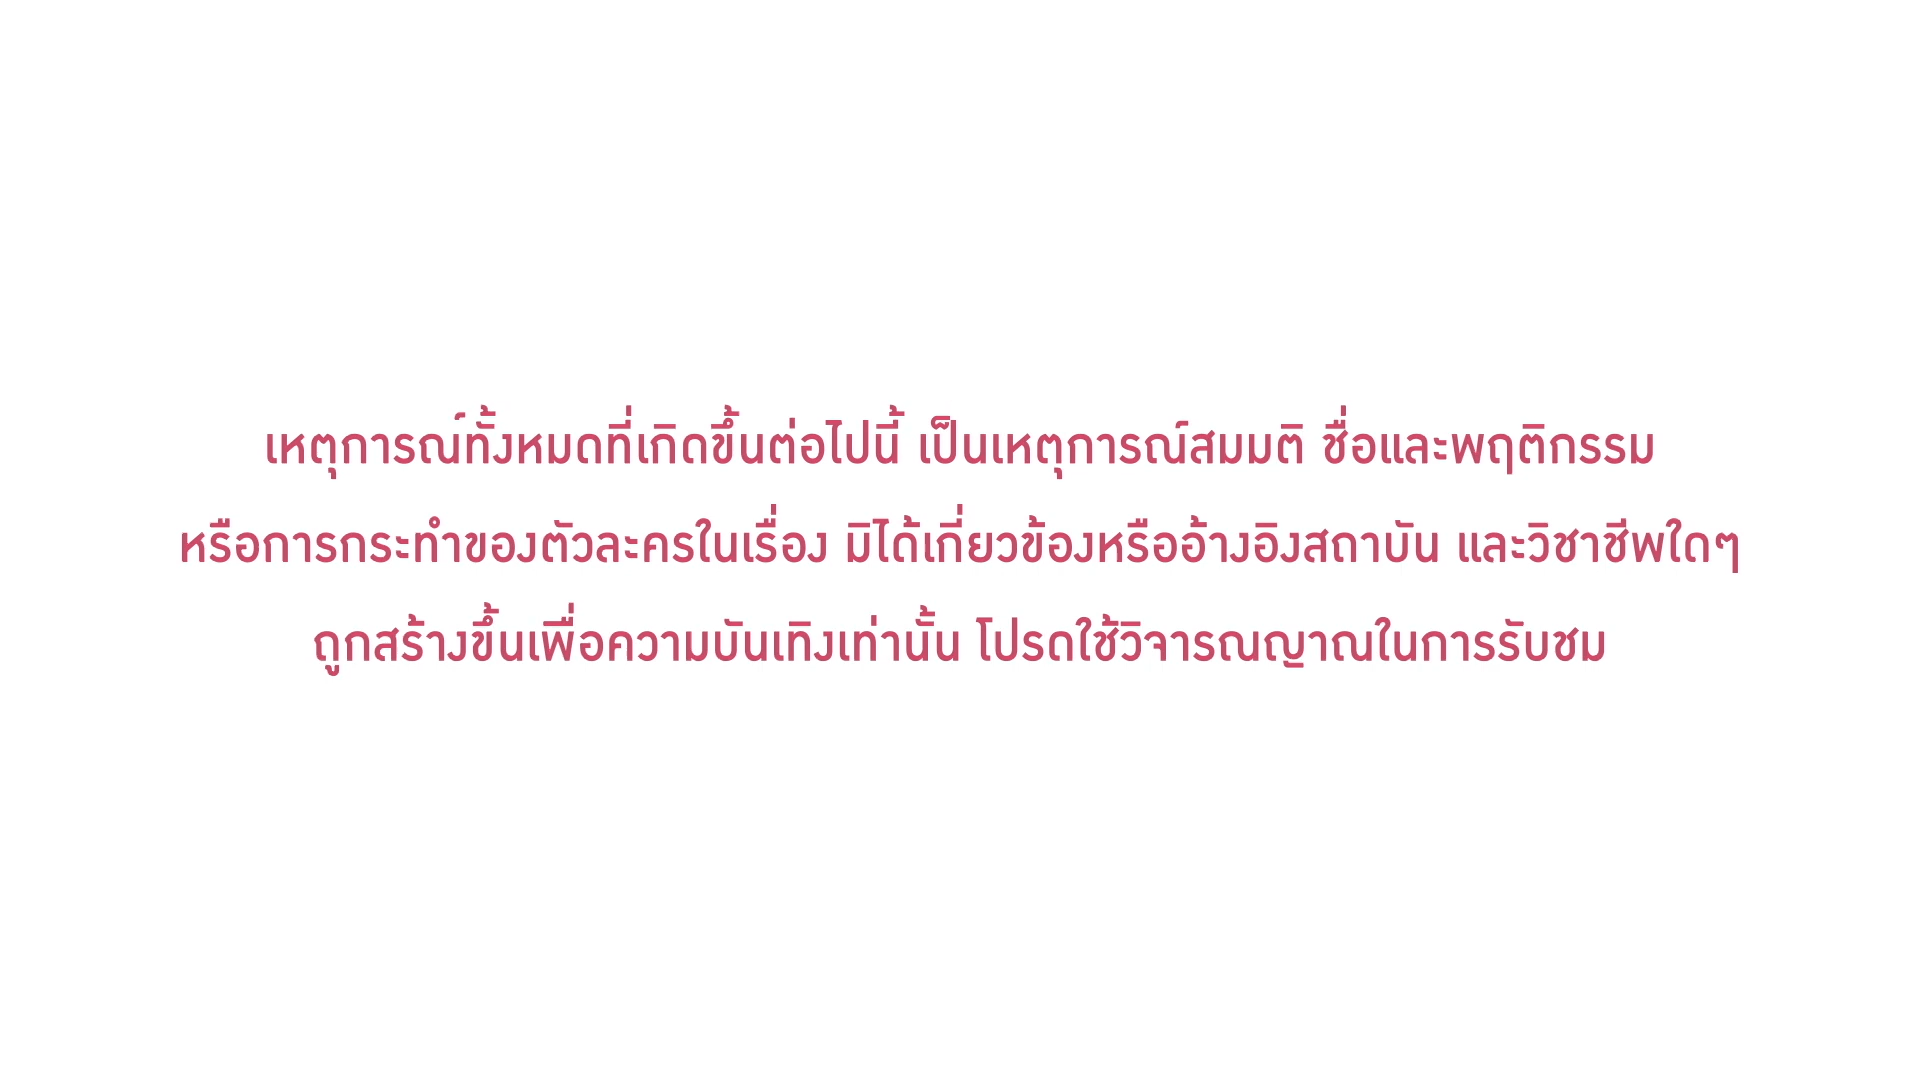 เหตุการณ์ทั้งหมดที่เกิดขึ้นต่อไปนี้ เป็นเหตุการณ์สมมติ ชื่อและพฤติกรรม
หรือการกระทำของตัวละครในเรื่อง มิได้เกี่ยวข้องหรืออ้างอิงสถาบัน และวิชาชีพใดๆ
ถูกสร้างขึ้นเพื่อความบันเทิงเท่านั้น โปรดใช้วิจารณญาณในการรับชม